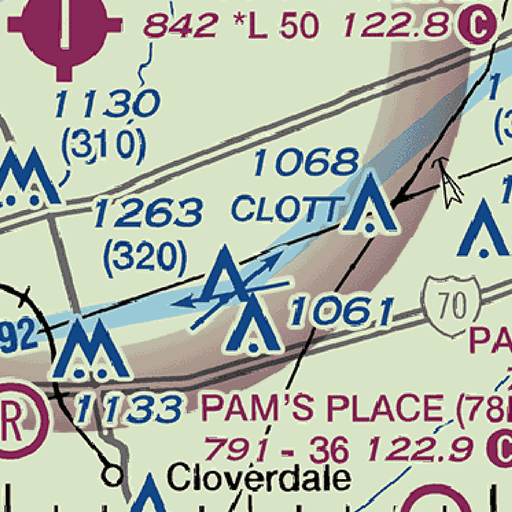 842 *L 50 122.8 C
1130
(310)
1068
1263 CLOTT
(320)
1061
70
92
1133
PAM'S PLACE (78
R
791 - 36 122.9 C
Cloverdale